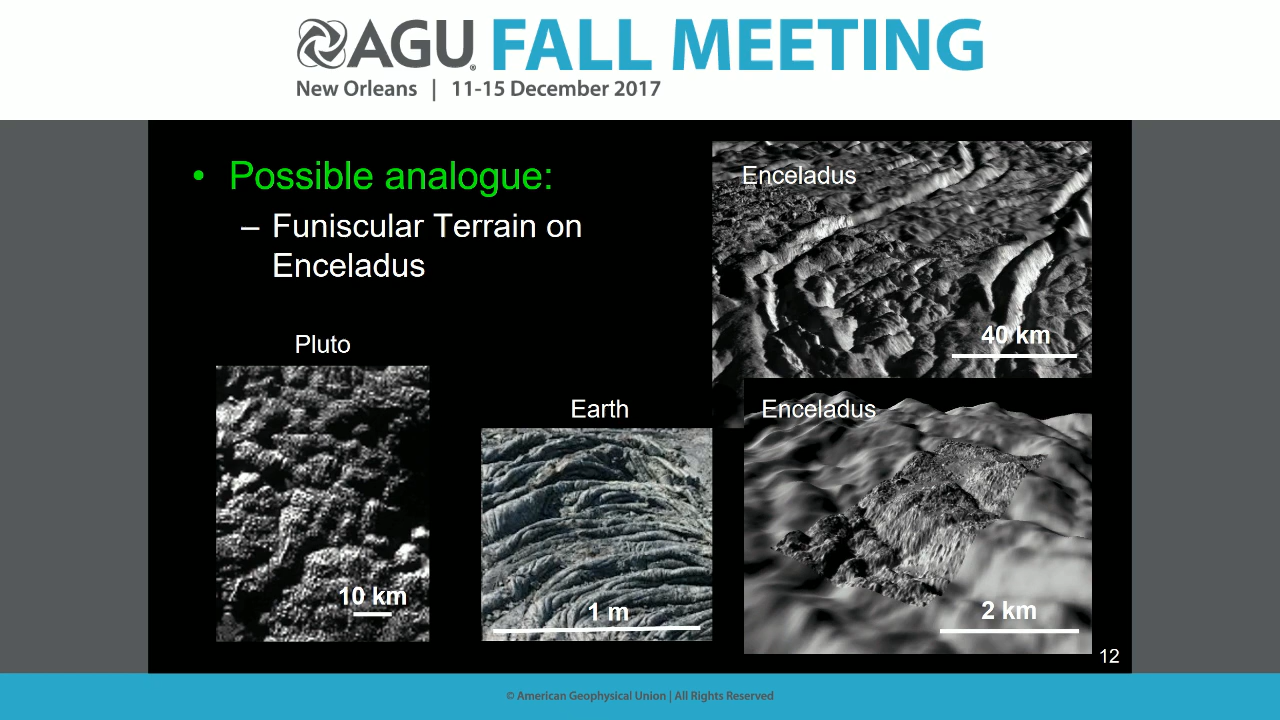 AGU FALL MEETING
New Orleans | 11-15 December 2017
• Possible analogue:
– Funiscular Terrain on
Enceladus
Enceladus
40 km
Pluto
10 km
Earth
1 m
Enceladus
2 km
12
© American Geophysical Union | All Rights Reserved